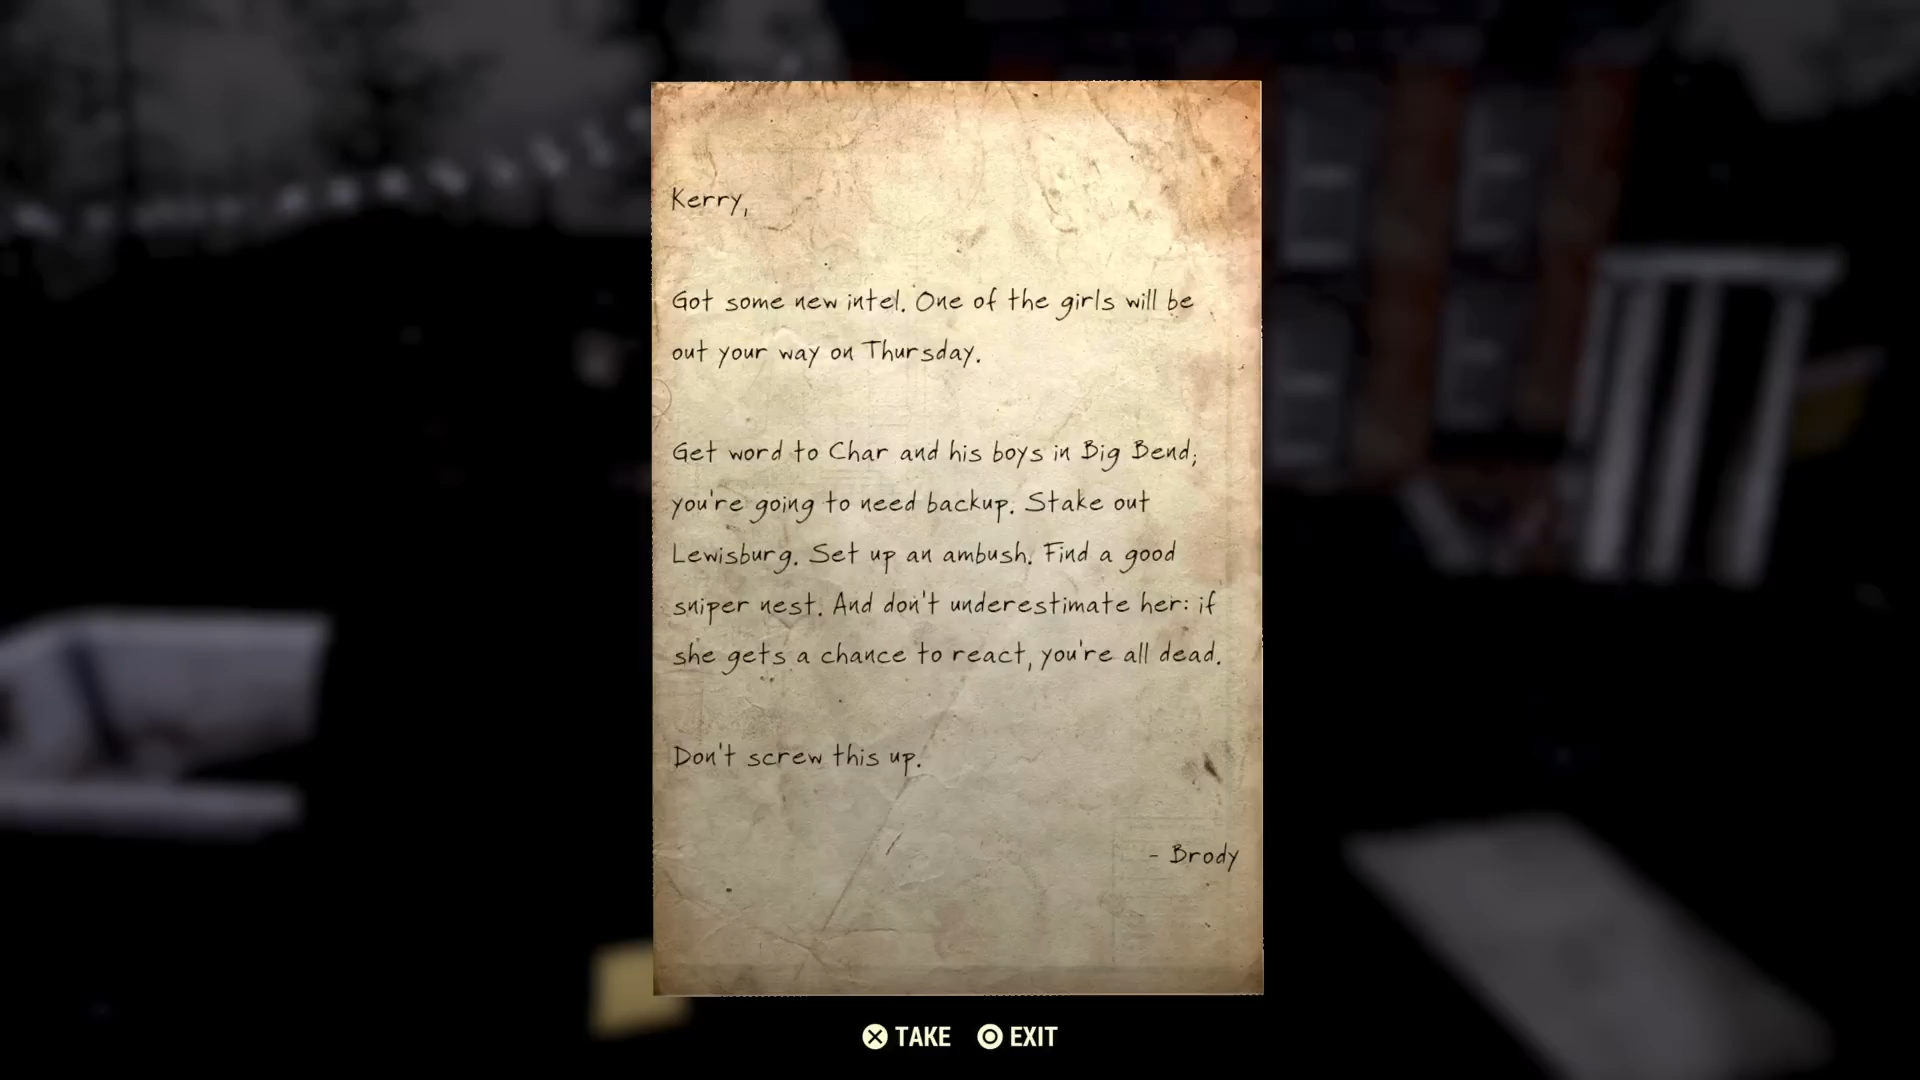 Kerry,
Got some new intel. One of the girls will be
out your way on Thursday.
Get word to Char and his boys in Big Bend;
you're going to need backup. Stake out
Lewisburg. Set up an ambush. Find a good
sniper nest. And don't underestimate her: if
she gets a chance to react, you're all dead.
Don't screw this up.
- Brody
TAKE EXIT